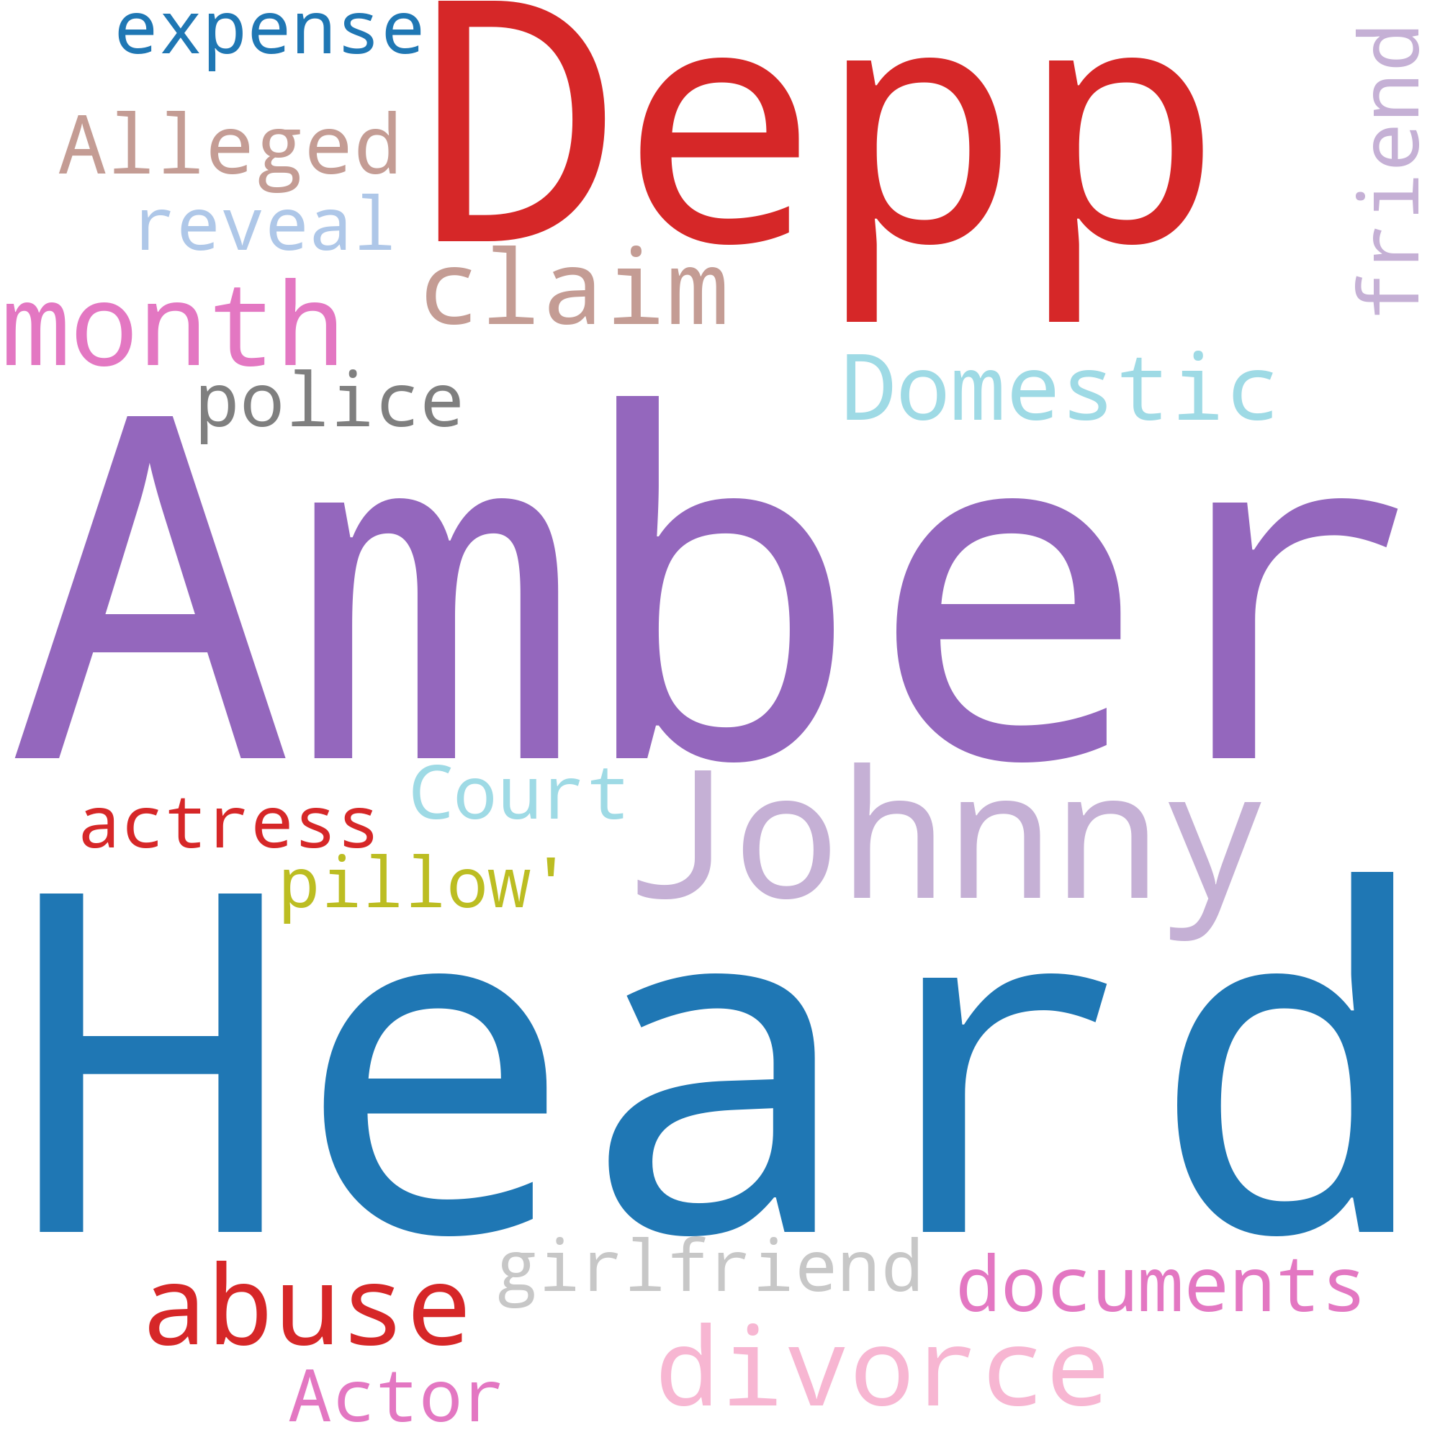 expense
Depp
friend
Alleged
reveal
claim
month
police
Domestic
Amber
Court
Johnny
actress
pillow'
Heard
girlfriend
documents
abuse
divorce
Actor